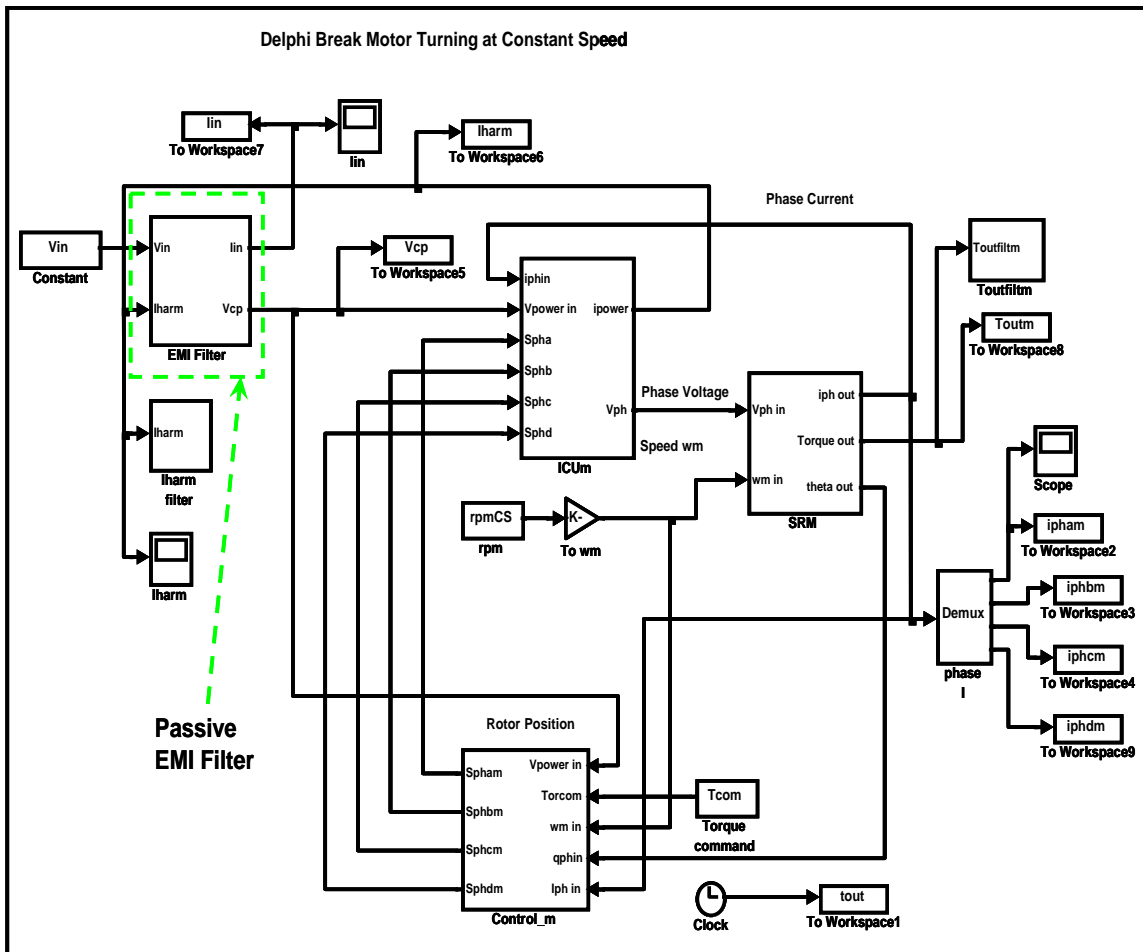 Delphi Break Motor Turning at Constant Speed
Iin
To Workspace7
Iin
Iharm
To Workspace6
Phase Current
Vin
Constant
Vin
Iin
Iharm
Vcp
EMI Filter
Vcp
To Workspace5
iphin
Vpower in
ipower
Spha
Sphb
Sphc
Vph
Sphd
ICUm
Toutfiltm
Toutfiltm
Toutm
To Workspace8
Phase Voltage
Speed wm
Vph in
iph out
Torque out
wm in
theta out
SRM
Iharm
Iharm
filter
Iharm
rpmCS
rpm
K-
To wm
Scope
ipham
To Workspace2
Demux
phase
I
iphbm
To Workspace3
iphcm
To Workspace4
iphdm
To Workspace9
Passive
EMI Filter
Rotor Position
Vpower in
Spham
Torcom
Sphbm
wm in
Sphcm
qphin
Sphdm
Iph in
Control_m
Tcom
Torque
command
Clock
tout
To Workspace1